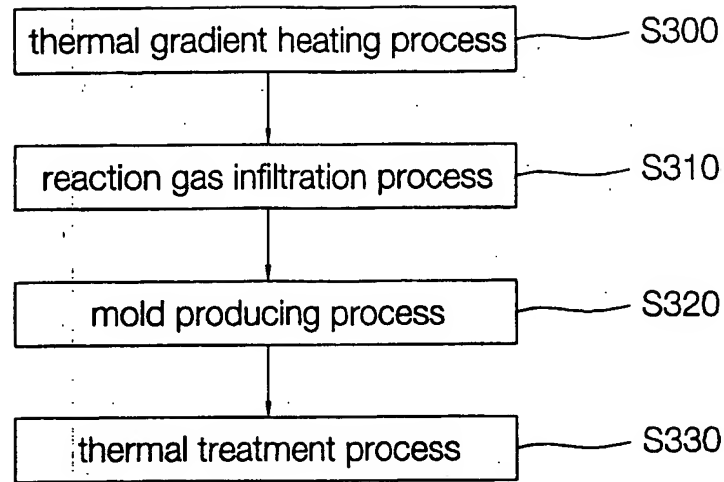 thermal gradient heating process S300
reaction gas infiltration process S310
mold producing process S320
thermal treatment process S330